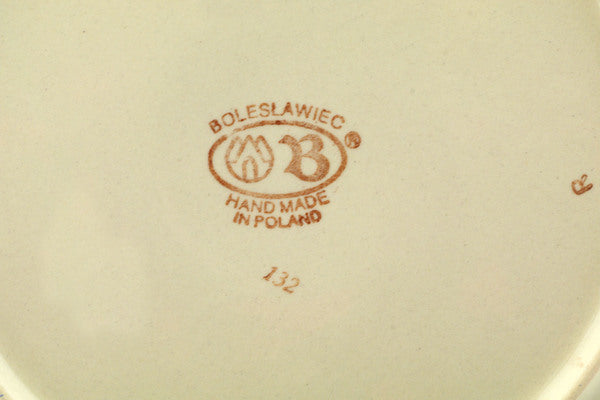 BOLESŁAWIEC
B®
HAND MADE
IN POLAND
132
R